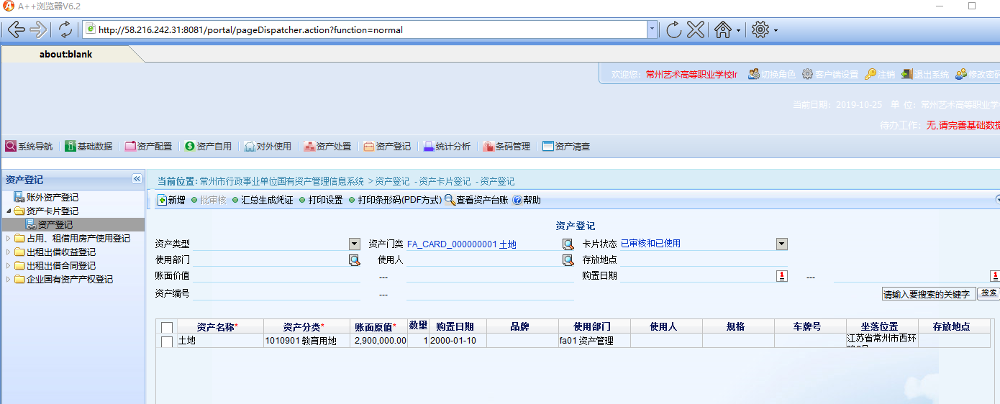 A++浏览器V6.2
http://58.216.242.31:8081/portal/pageDispatcher.action?function=normal
about:blank
欢迎您: 常州艺术高等职业学校lr 切换角色 客户端设置 注销 退出系统 修改密码
当前日期: 2019-10-25 单 位: 常州艺术高等职业学
待办工作: 无,请完善基础数据
系统导航 基础数据 资产配置 资产自用 对外使用 资产处置 资产登记 统计分析 条码管理 资产清查
资产登记
账外资产登记
资产卡片登记
资产登记
占用、租借用房产使用登记
出租出借收益登记
出租出借合同登记
企业国有资产产权登记
当前位置: 常州市行政事业单位国有资产管理信息系统 >资产登记 -资产卡片登记 -资产登记
新增 批审核 汇总生成凭证 打印设置 打印条形码(PDF方式) 查看资产台账 帮助
资产登记
资产类型 资产门类 FA_CARD_000000001 土地 卡片状态 已审核和已使用
使用部门 使用人 存放地点
账面价值 --- 购置日期 ---
资产编号 ---
请输入要搜索的关键字 搜索
资产名称* 资产分类* 账面原值* 数量 购置日期 品牌 使用部门 使用人 规格 车牌号 坐落位置 存放地点
土地 1010901 教育用地 2,900,000.00 1 2000-01-10 fa01 资产管理 江苏省常州市西环